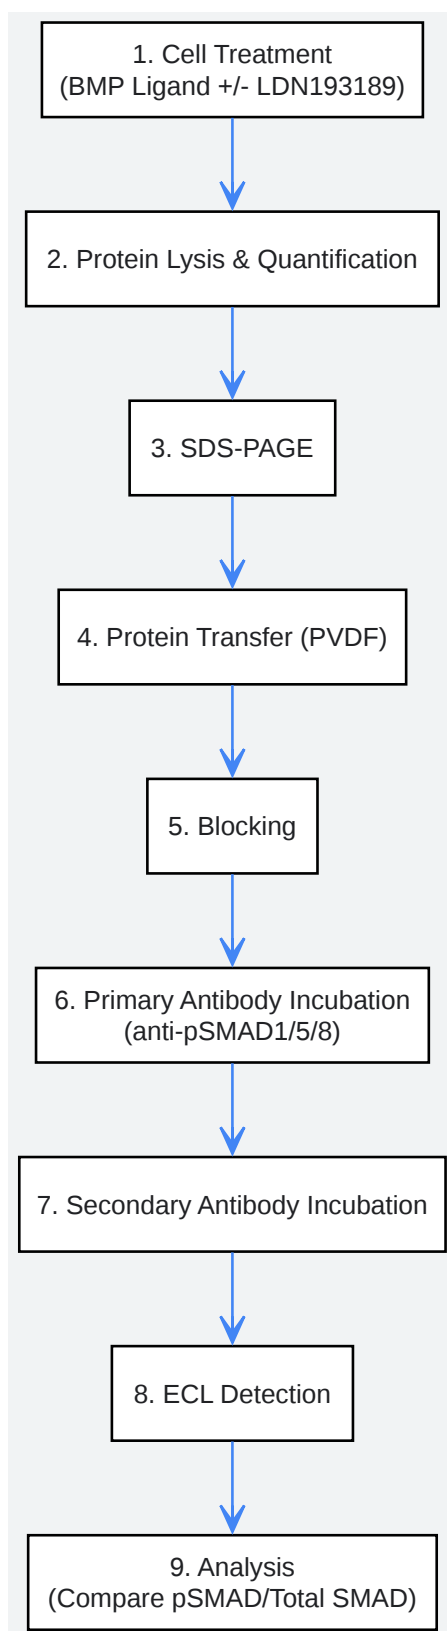 1. Cell Treatment
(BMP Ligand +/- LDN193189)
2. Protein Lysis & Quantification
3. SDS-PAGE
4. Protein Transfer (PVDF)
5. Blocking
6. Primary Antibody Incubation
(anti-pSMAD1/5/8)
7. Secondary Antibody Incubation
8. ECL Detection
9. Analysis
(Compare pSMAD/Total SMAD)